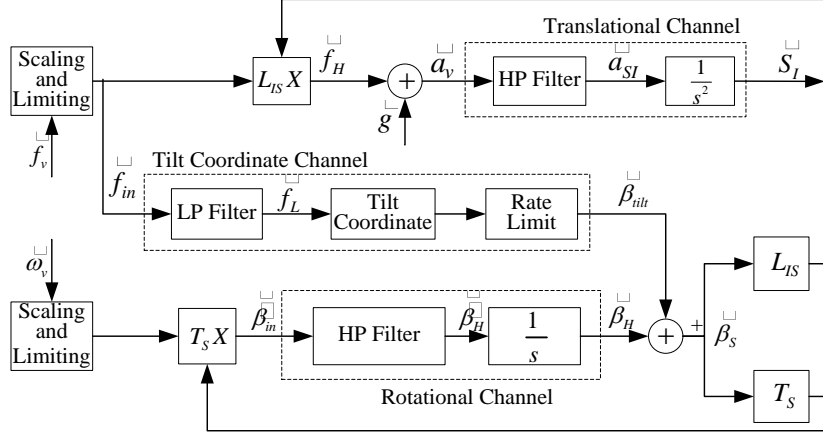 Translational Channel
Scaling
and
Limiting
L_IS X
f_H
+
a_v
HP Filter
a_SI
1/s²
S_I
g
f_v
f_in
Tilt Coordinate Channel
LP Filter
f_L
Tilt
Coordinate
Rate
Limit
β_tilt
ω_v
Scaling
and
Limiting
T_S X
β_in
HP Filter
β_H
1/s
β_H
+
+
β_S
L_IS
T_S
Rotational Channel